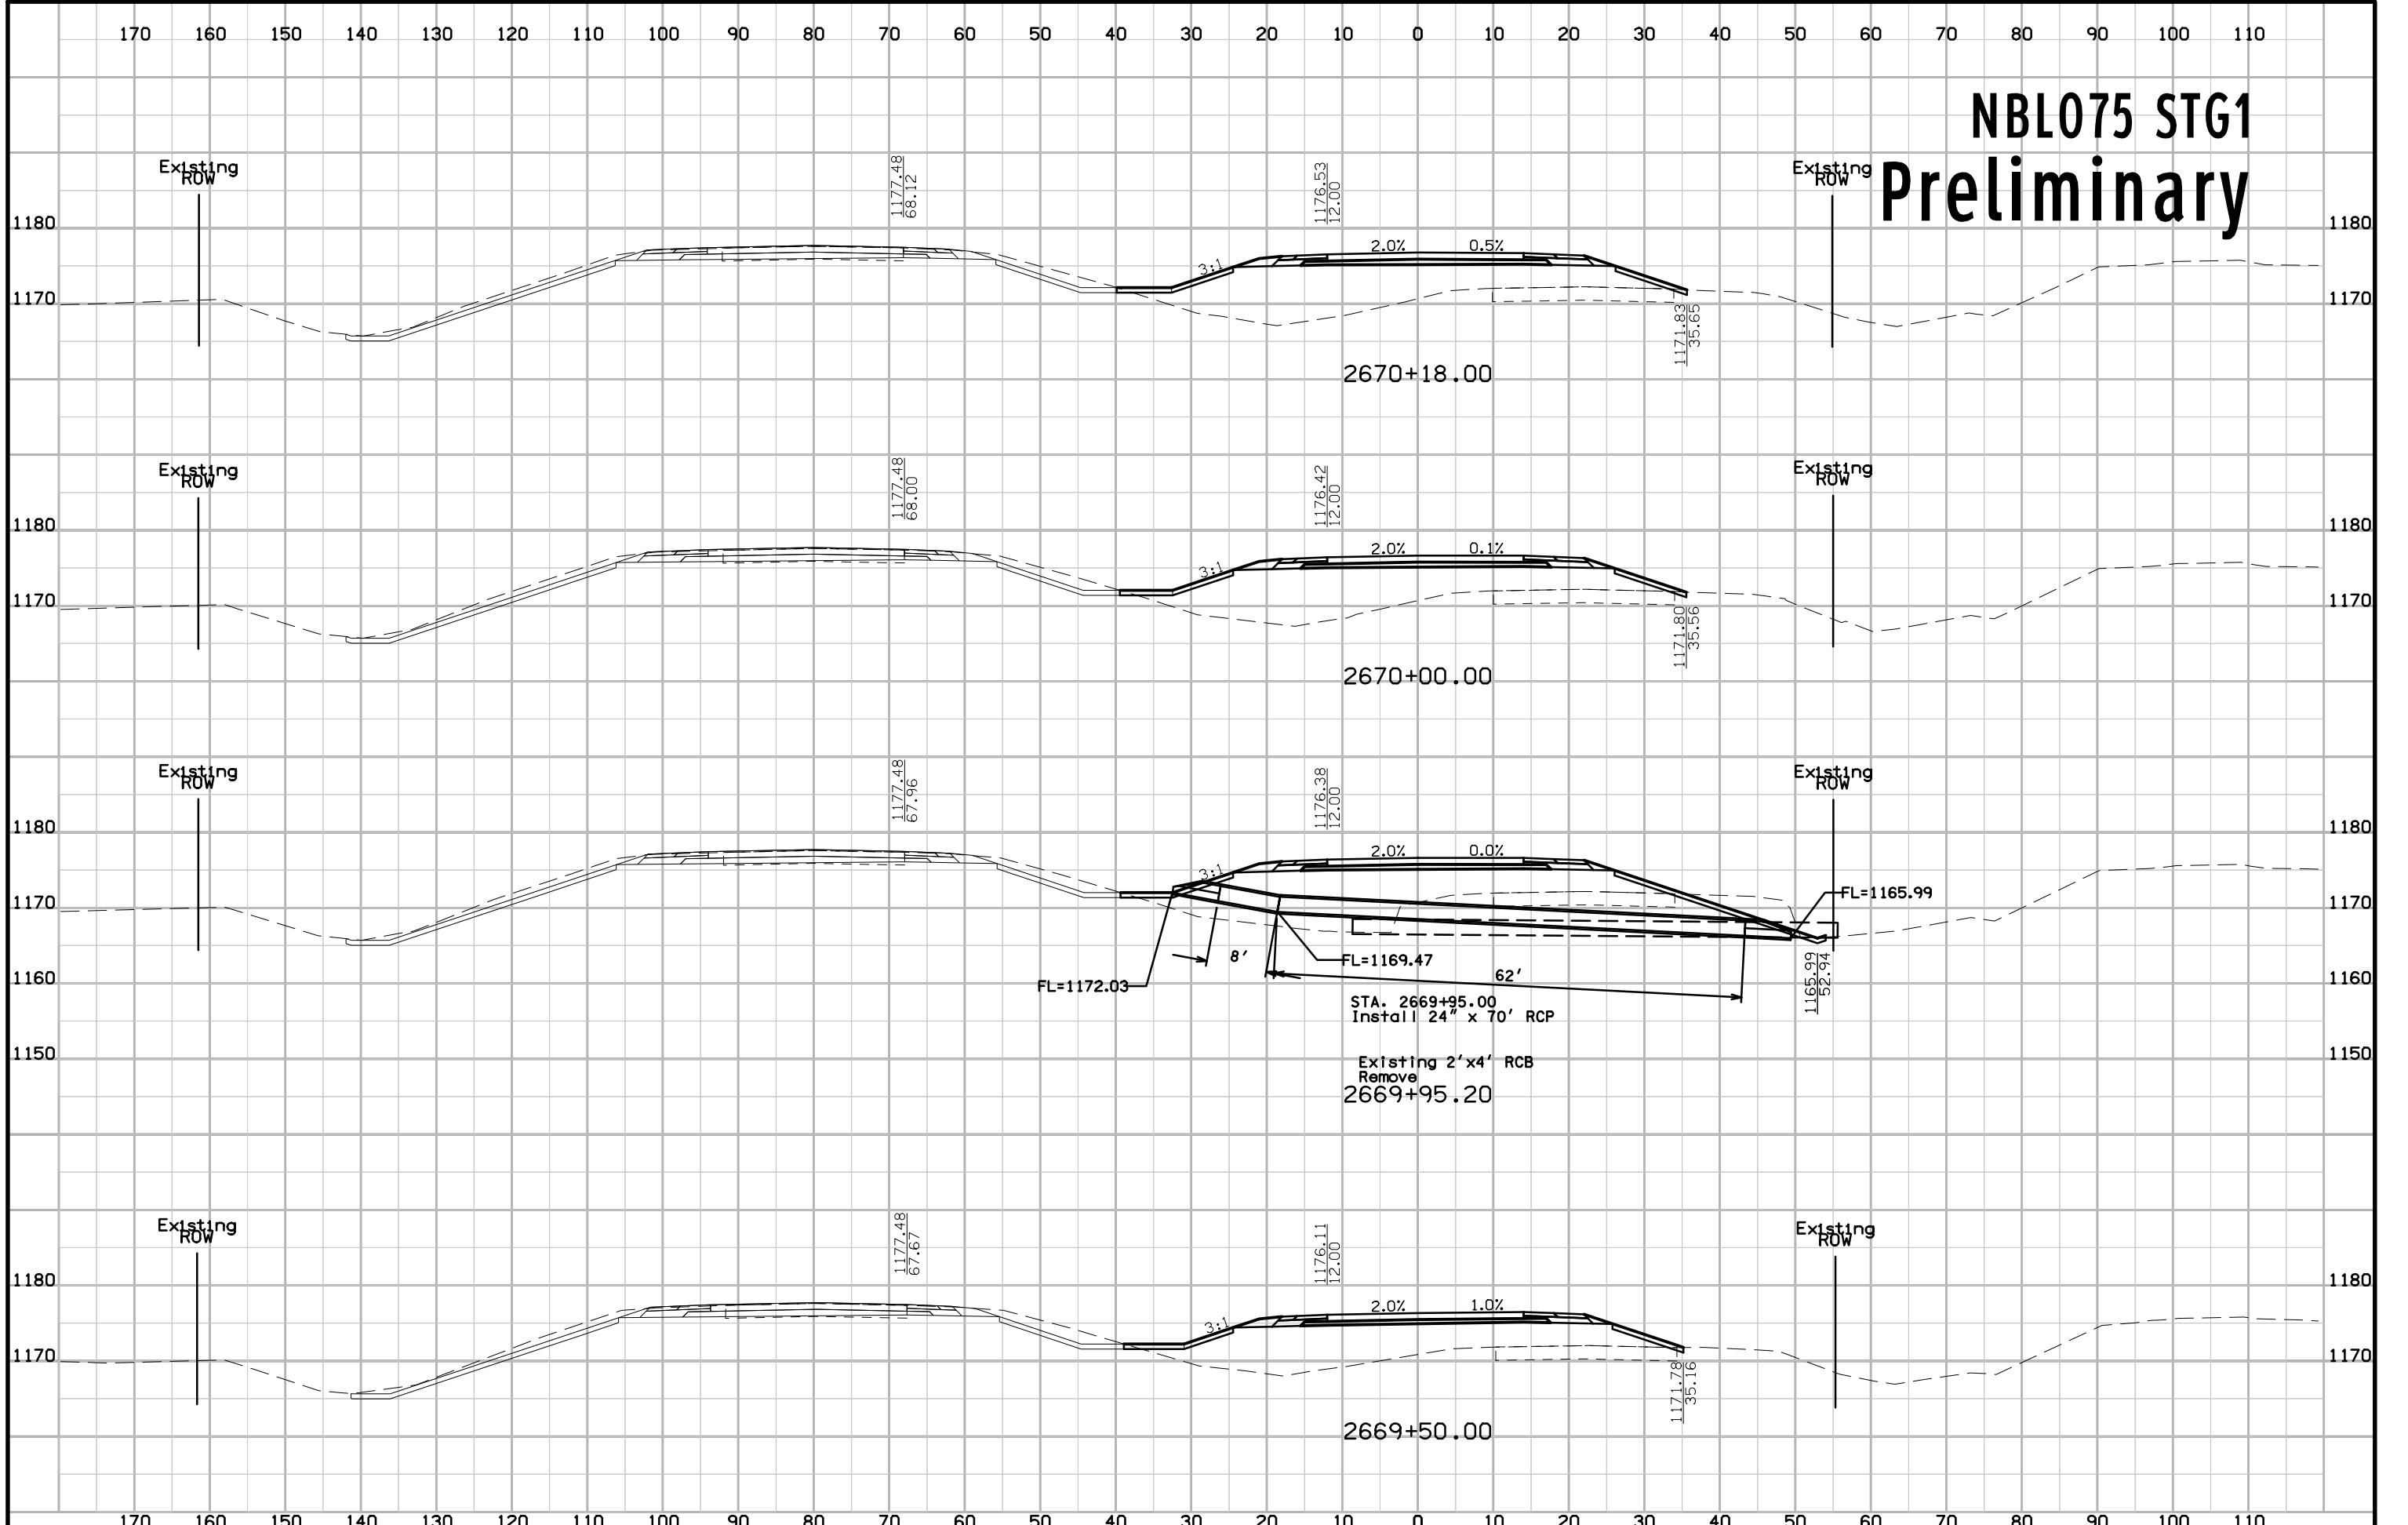 170 160 150 140 130 120 110 100 90 80 70 60 50 40 30 20 10 0 10 20 30 40 50 60 70 80 90 100 110
NBL075 STG1
Preliminary
Existing
ROW
1177.48
68.12
1176.53
12.00
Existing
ROW
1180 1180
2.0% 0.5%
3:1
1170 1170
1171.83
35.65
2670+18.00
Existing
ROW
1177.48
68.00
1176.42
12.00
Existing
ROW
1180 1180
2.0% 0.1%
3:1
1170 1170
1171.80
35.56
2670+00.00
Existing
ROW
1177.48
67.96
1176.38
12.00
Existing
ROW
1180 1180
2.0% 0.0%
3:1
FL=1165.99
1170 1170
8'
FL=1169.47
62'
1160 1160
FL=1172.03
1165.99
52.94
STA. 2669+95.00
Install 24" x 70' RCP
1150 1150
Existing 2'x4' RCB
Remove
2669+95.20
Existing
ROW
1177.48
67.67
1176.11
12.00
Existing
ROW
1180 1180
2.0% 1.0%
3:1
1170 1170
1171.78
35.16
2669+50.00
170 160 150 140 130 120 110 100 90 80 70 60 50 40 30 20 10 0 10 20 30 40 50 60 70 80 90 100 110